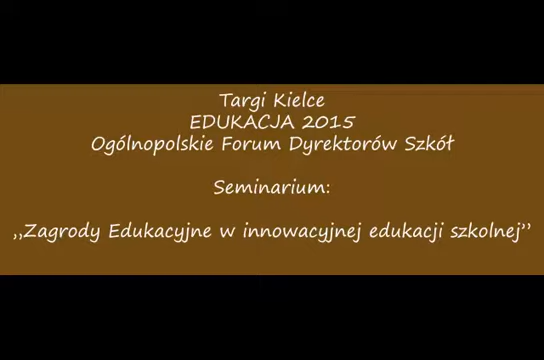 Targi Kielce
EDUKACJA 2015
Ogólnopolskie Forum Dyrektorów Szkół
Seminarium:
„Zagrody Edukacyjne w innowacyjnej edukacji szkolnej”